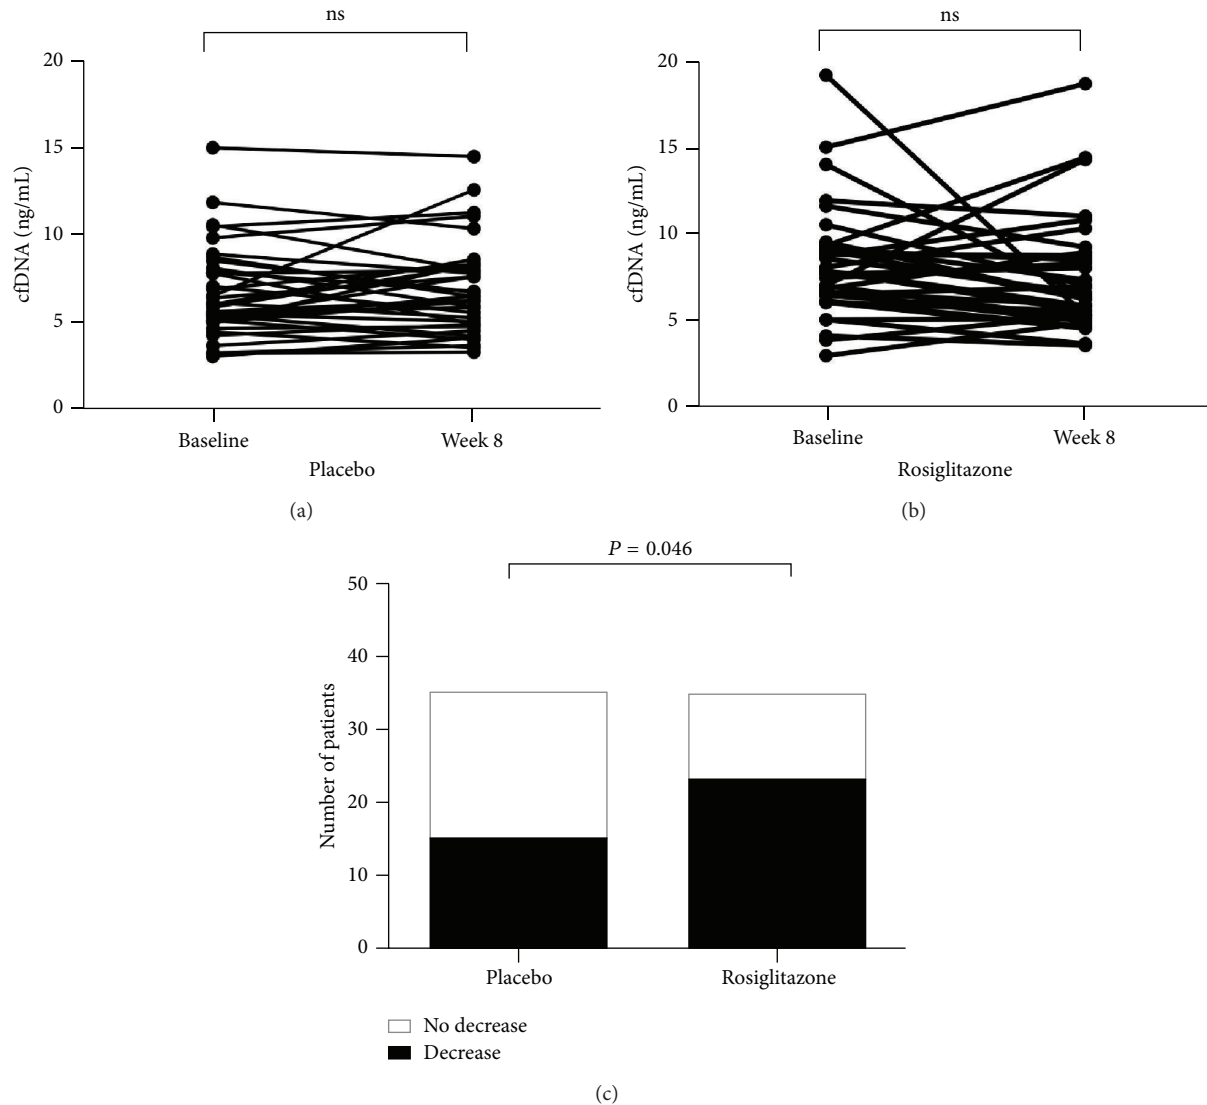 ns
20
15
10
5
0
cfDNA (ng/mL)
Baseline
Week 8
Placebo
(a)
ns
20
15
10
5
0
cfDNA (ng/mL)
Baseline
Week 8
Rosiglitazone
(b)
P = 0.046
50
40
30
20
10
0
Number of patients
Placebo
Rosiglitazone
No decrease
Decrease
(c)